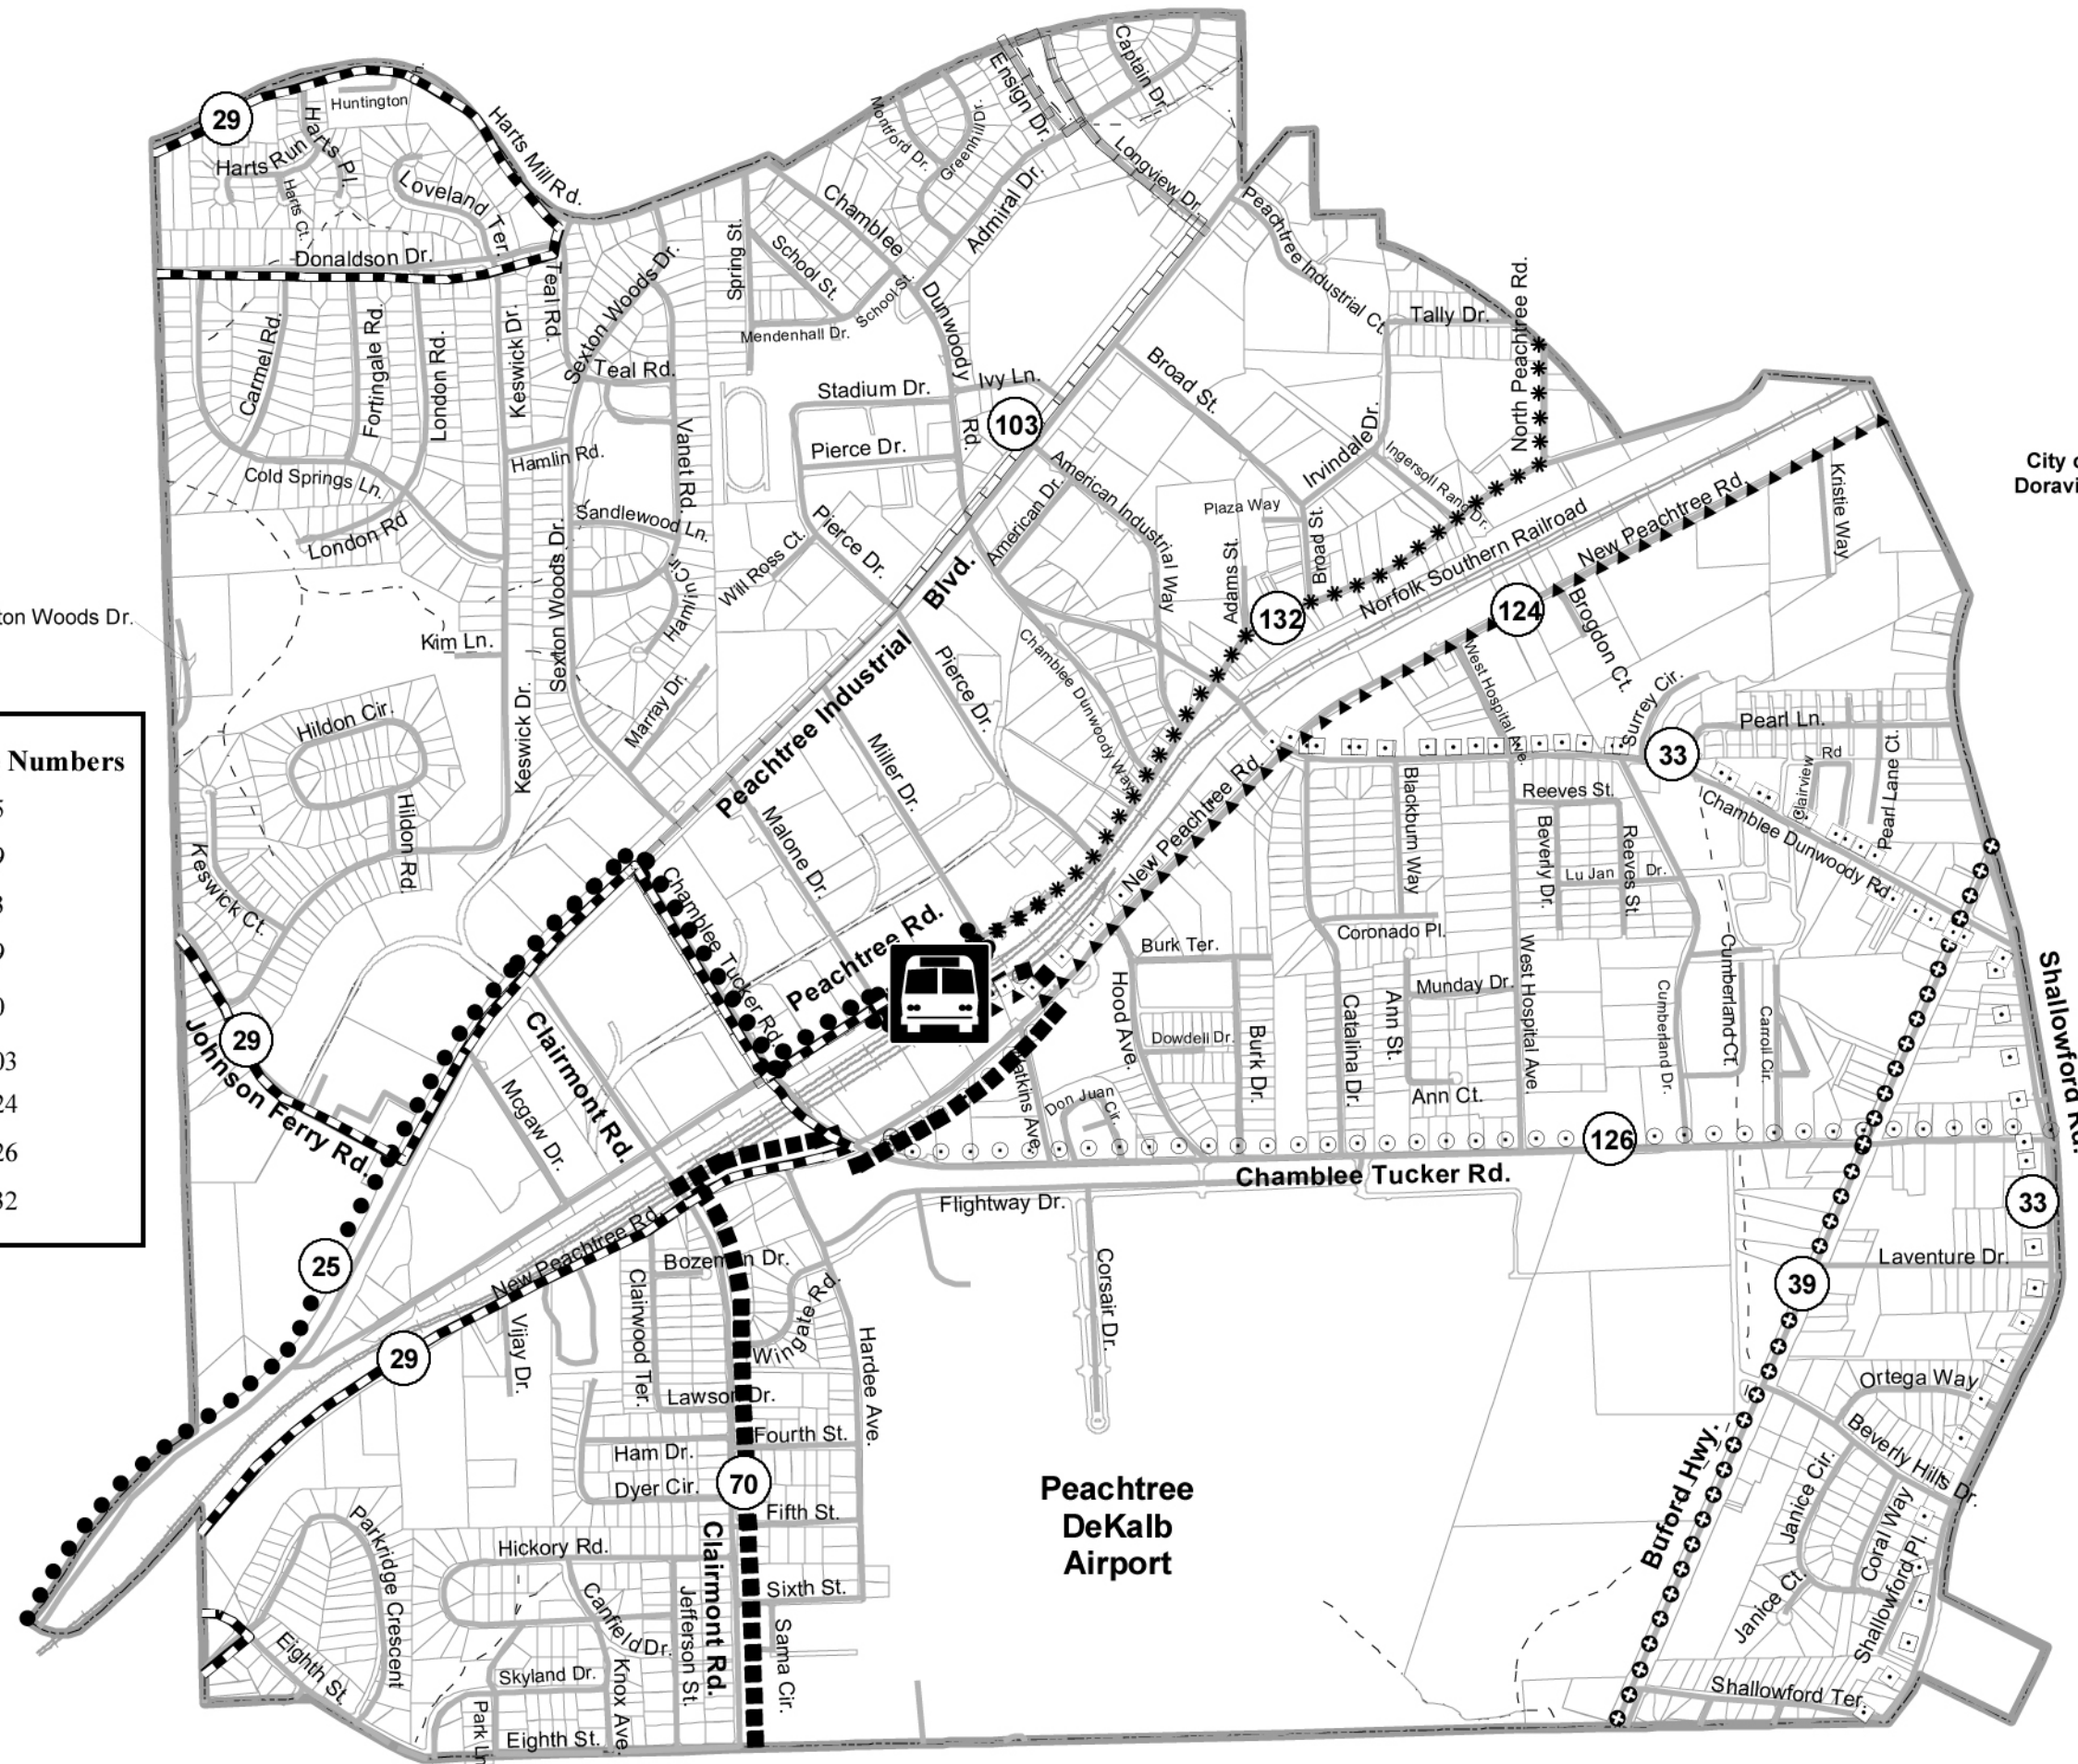 29
Huntington
Harts Run
Harts Pl.
Harts Ct.
Loveland Ter.
Harts Mill Rd.
Donaldson Dr.
Teal Rd.
Carmel Rd.
Fortingale Rd.
London Rd.
Keswick Dr.
Sexton Woods Dr.
Teal Rd.
Vanet Rd.
Hamlin Rd.
Cold Springs Ln.
London Rd
Sandlewood Ln.
Hamlin Cir.
Sexton Woods Dr.
Kim Ln.
Keswick Dr.
Marray Dr.
Hildon Cir.
Hildon Rd.
Keswick Ct.
ton Woods Dr.
Numbers
Spring St.
School St.
School St.
Mendenhall Dr.
Chamblee
Dunwoody
Rd.
Montford Dr.
Greenhill Dr.
Admiral Dr.
Ensign Dr.
Captain Dr.
Longview Dr.
Stadium Dr.
Ivy Ln.
103
Pierce Dr.
Pierce Dr.
Will Ross Ct.
Pierce Dr.
Peachtree Industrial
Blvd.
American Dr.
American Industrial Way
Chamblee Dunwoody Way
Peachtree Industrial Ct.
Tally Dr.
North Peachtree Rd.
Broad St.
Irvindale Dr.
Ingersoll Rand Dr.
Plaza Way
Broad St.
Adams St.
132
Norfolk Southern Railroad
New Peachtree Rd.
124
Kristie Way
Brogdon Ct.
West Hospital Ave.
Surrey Cir.
33
Pearl Ln.
Pearl Lane Ct.
Clairview
Rd
Chamblee Dunwoody Rd
Reeves St.
Beverly Dr.
Reeves St.
Lu Jan
Dr.
Blackburn Way
Coronado Pl.
Munday Dr.
Ann St.
Ann Ct.
Catalina Dr.
West Hospital Ave.
Cumberland Dr.
Cumberland Ct.
Carroll Cir.
Miller Dr.
Malone Dr.
Chamblee Tucker Rd.
Peachtree Rd.
New Peachtree Rd.
Burk Ter.
Hood Ave.
Dowdell Dr.
Burk Dr.
Don Juan
Cir.
126
Chamblee Tucker Rd.
Shallowford Rd.
33
29
Johnson Ferry Rd.
Clairmont Rd.
Mcgaw Dr.
25
New Peachtree Rd.
29
Vijay Dr.
Clairwood Ter.
Bozeman Dr.
Wingate Rd.
Flightway Dr.
Corsair Dr.
Hardee Ave.
Lawson Dr.
Fourth St.
Ham Dr.
Dyer Cir.
70
Fifth St.
Clairmont Rd.
Hickory Rd.
Sixth St.
Canfield Dr.
Jefferson St.
Sama Cir.
Parkridge Crescent
Eighth St.
Skyland Dr.
Knox Ave.
Eighth St.
Peachtree
DeKalb
Airport
39
Laventure Dr.
Ortega Way
Beverly Hills Dr.
Buford Hwy.
Janice Cir.
Coral Way
Janice Ct.
Shallowford Pl.
Shallowford Ter.